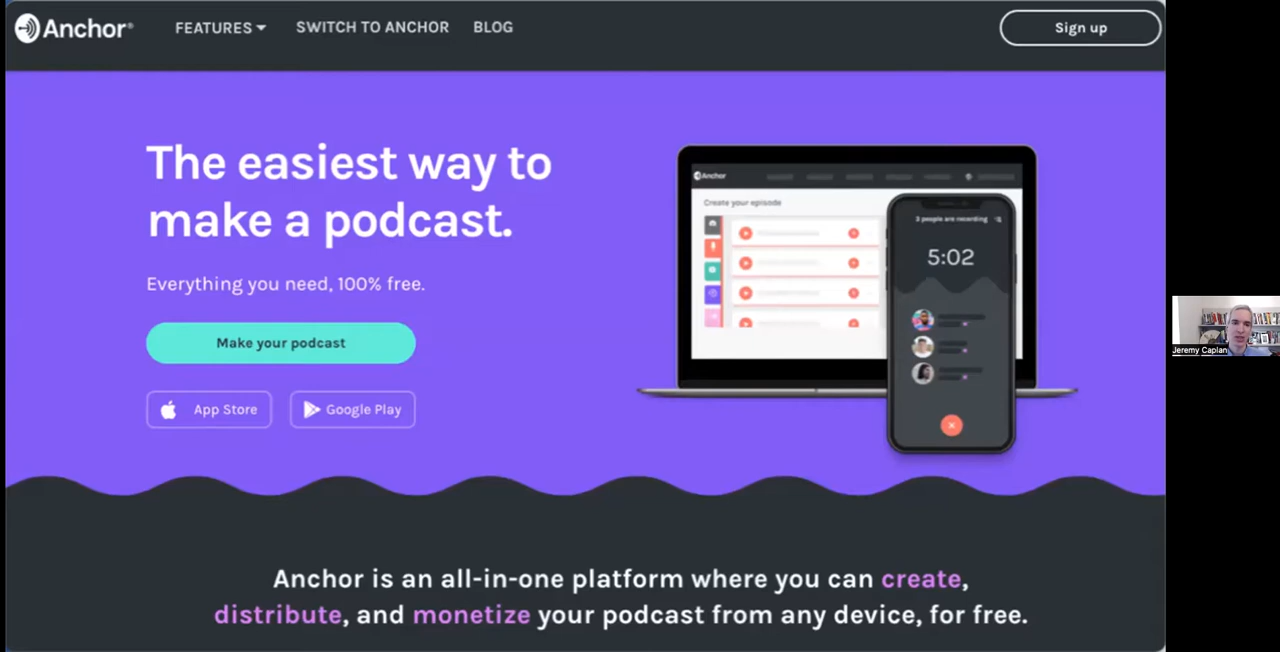 Anchor®
FEATURES
SWITCH TO ANCHOR
BLOG
Sign up
The easiest way to
make a podcast.
Everything you need, 100% free.
Make your podcast
App Store
Google Play
Anchor
Create your episode
3 people are recording
5:02
Jeremy Caplan
Anchor is an all-in-one platform where you can create,
distribute, and monetize your podcast from any device, for free.